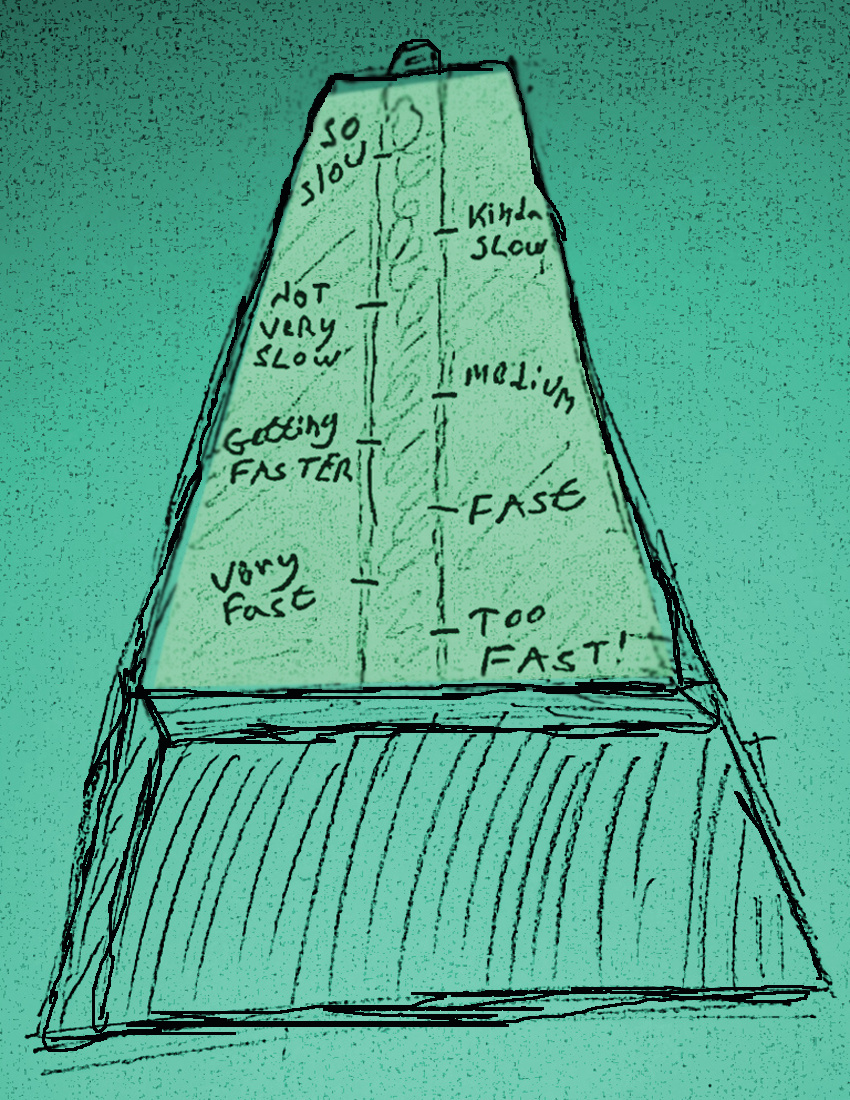 SO
SLOW
Kinda
SLOW
NOT
VERY
SLOW
MEDIUM
Getting
FASTER
FAST
Very
Fast
TOO
FAST!